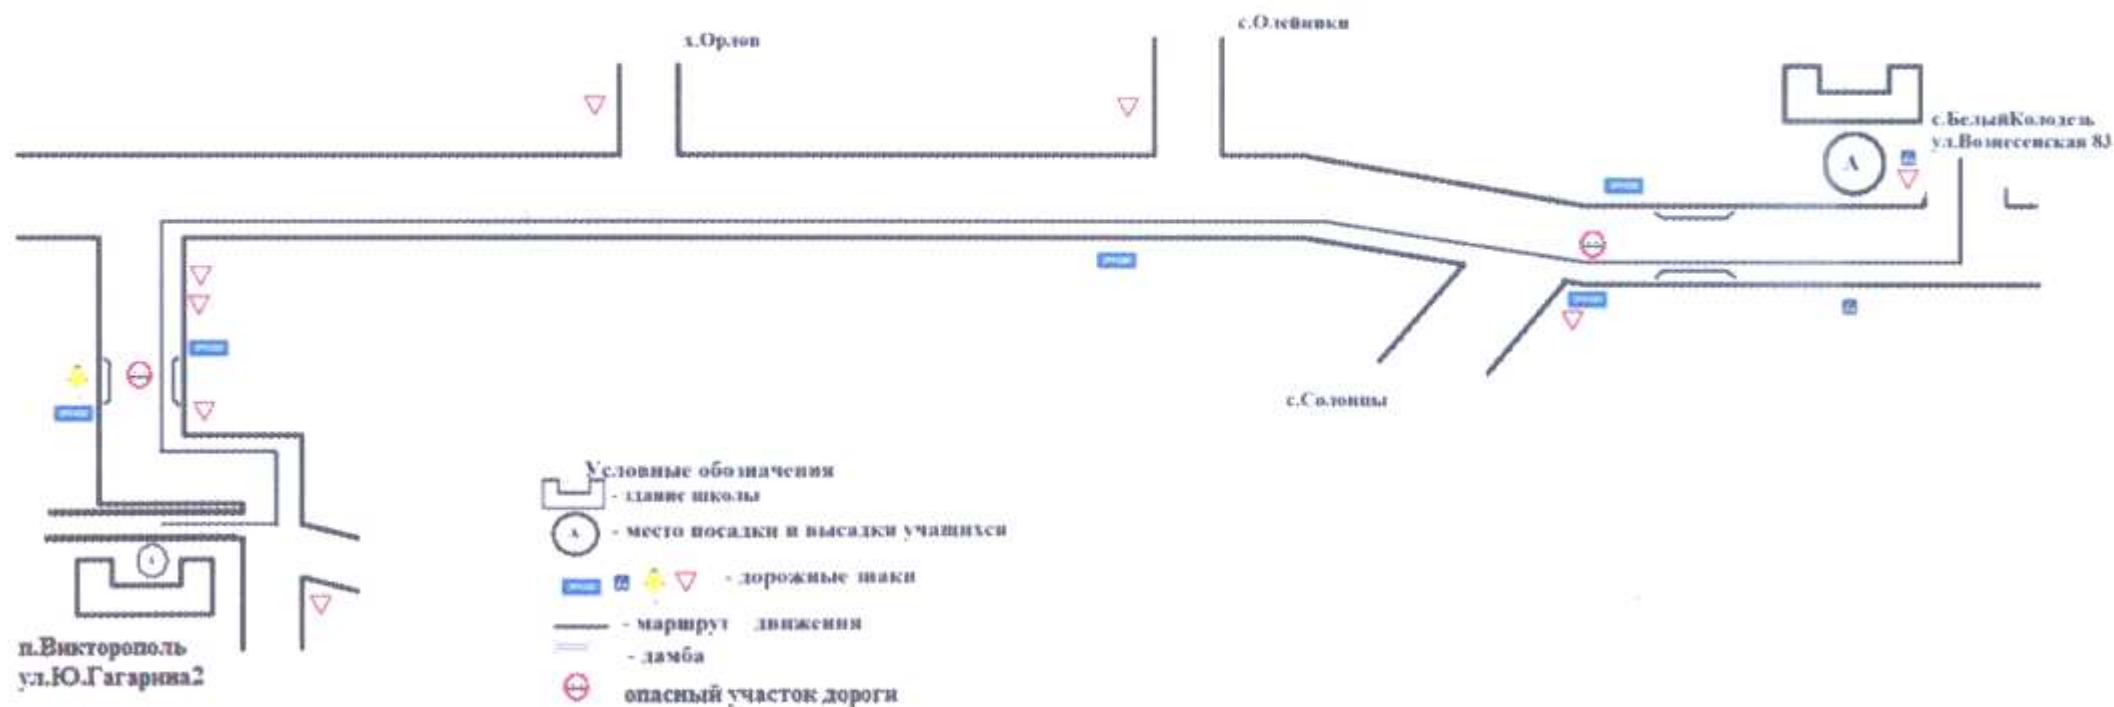 х.Орлов
с.Олейники
с.БелыйКолодезь
ул.Вознесенская 83
А
с.Солонцы
Условные обозначения
- здание школы
А - место посадки и высадки учащихся
- дорожные знаки
- маршрут движения
- дамба
опасный участок дороги
А
п.Викторополь
ул.Ю.Гагарина2